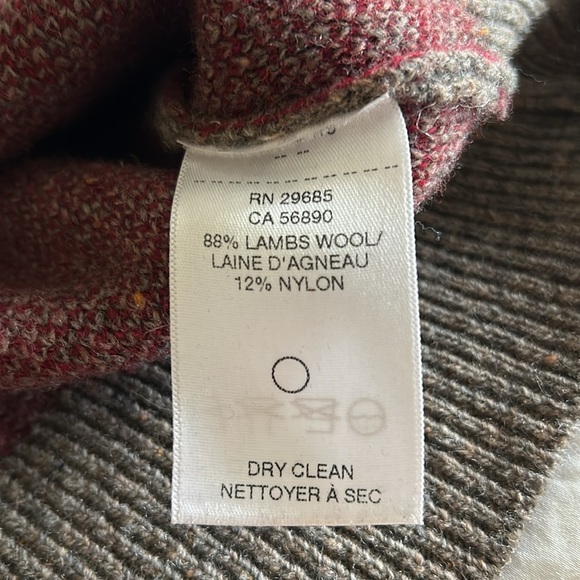 RN 29685
CA 56890
88% LAMBS WOOL/
LAINE D'AGNEAU
12% NYLON
DRY CLEAN
NETTOYER À SEC